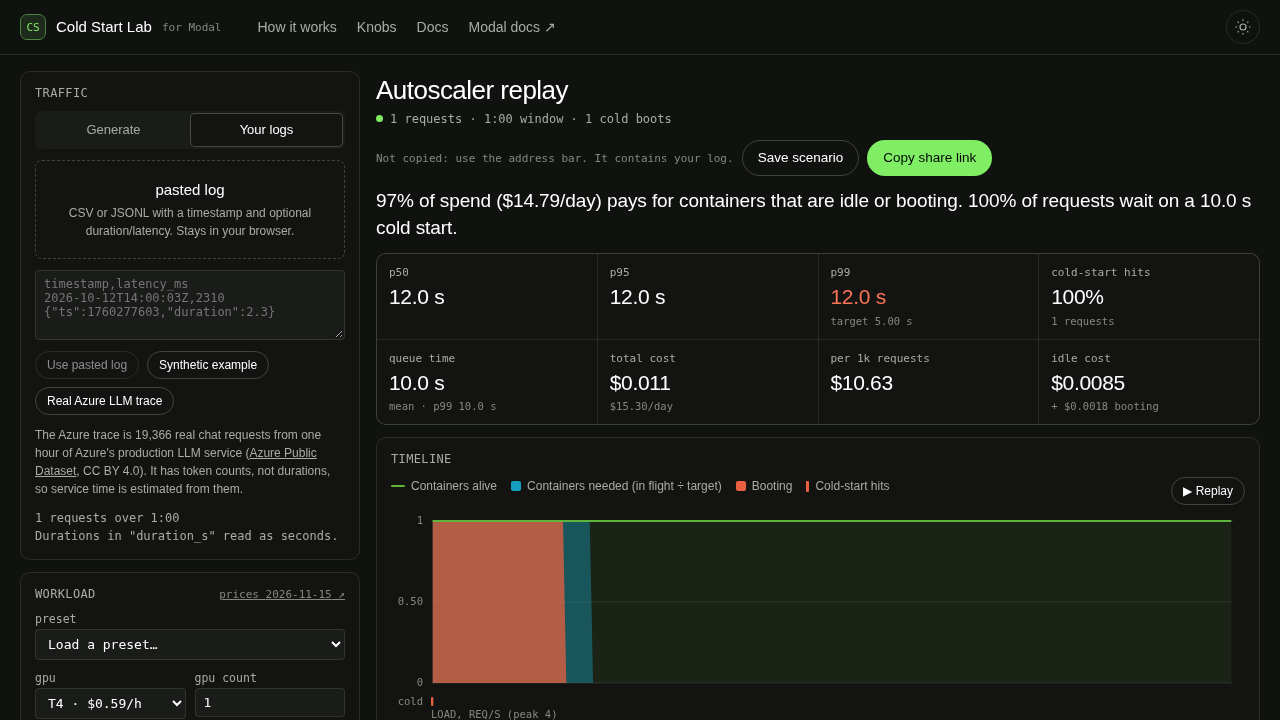 CS Cold Start Lab for Modal How it works Knobs Docs Modal docs ↗
TRAFFIC
Generate Your logs
pasted log
CSV or JSONL with a timestamp and optional
duration/latency. Stays in your browser.
timestamp,latency_ms
2026-10-12T14:00:03Z,2310
{"ts":1760277603,"duration":2.3}
Use pasted log Synthetic example
Real Azure LLM trace
The Azure trace is 19,366 real chat requests from one
hour of Azure's production LLM service (Azure Public
Dataset, CC BY 4.0). It has token counts, not durations,
so service time is estimated from them.
1 requests over 1:00
Durations in "duration_s" read as seconds.
WORKLOAD prices 2026-11-15 ↗
preset
Load a preset…
gpu gpu count
T4 · $0.59/h 1
Autoscaler replay
1 requests · 1:00 window · 1 cold boots
Not copied: use the address bar. It contains your log. Save scenario Copy share link
97% of spend ($14.79/day) pays for containers that are idle or booting. 100% of requests wait on a 10.0 s
cold start.
p50 p95 p99 cold-start hits
12.0 s 12.0 s 12.0 s 100%
target 5.00 s 1 requests
queue time total cost per 1k requests idle cost
10.0 s $0.011 $10.63 $0.0085
mean · p99 10.0 s $15.30/day + $0.0018 booting
TIMELINE
Containers alive Containers needed (in flight ÷ target) Booting Cold-start hits ▶ Replay
1
0.50
0
cold
LOAD, REQ/S (peak 4)